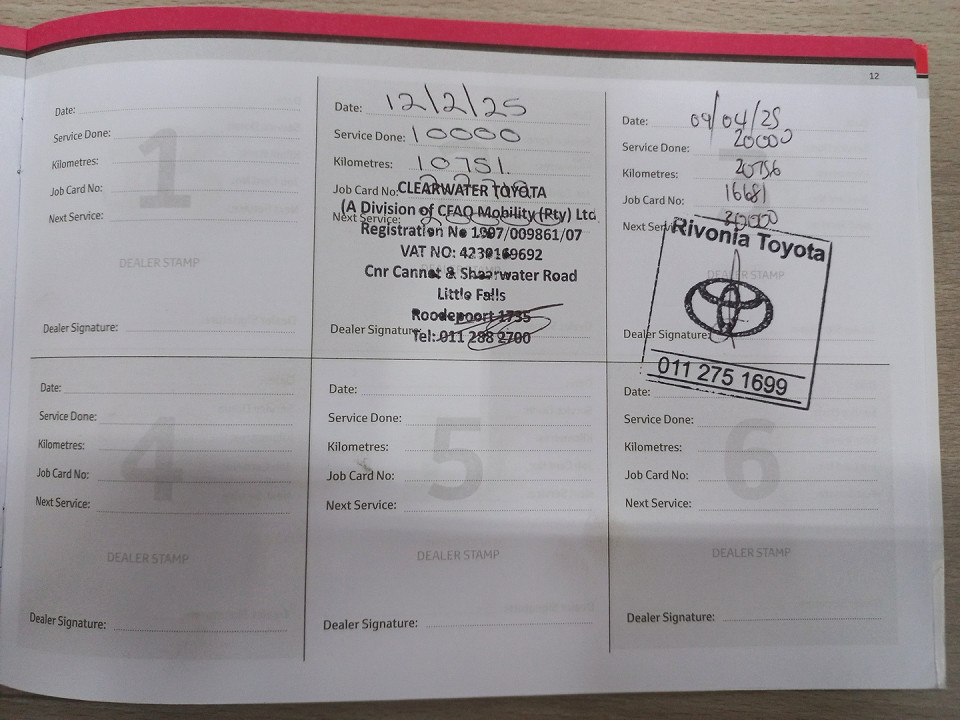 12
Date:
Service Done:
Kilometres:
Job Card No:
Next Service:
1
DEALER STAMP
Dealer Signature:
Date: 12/2/25
Service Done: 10000
Kilometres: 10751.
Job Card No:
CLEARWATER TOYOTA
Next Service:
(A Division of CFAO Mobility (Pty) Ltd
Registration No 1997/009861/07
VAT NO: 4230169692
Cnr Cannot & Shearwater Road
Little Falls
Roodepoort 1735
Dealer Signature:
Tel: 011 288 2700
Date: 09/04/25
Service Done: 20000
Kilometres: 20756
Job Card No: 16681
Next Service: 30000
Rivonia Toyota
DEALER STAMP
Dealer Signature:
011 275 1699
Date:
Service Done:
Kilometres:
Job Card No:
Next Service:
4
DEALER STAMP
Dealer Signature:
Date:
Service Done:
Kilometres:
Job Card No:
Next Service:
5
DEALER STAMP
Dealer Signature:
Date:
Service Done:
Kilometres:
Job Card No:
Next Service:
6
DEALER STAMP
Dealer Signature: